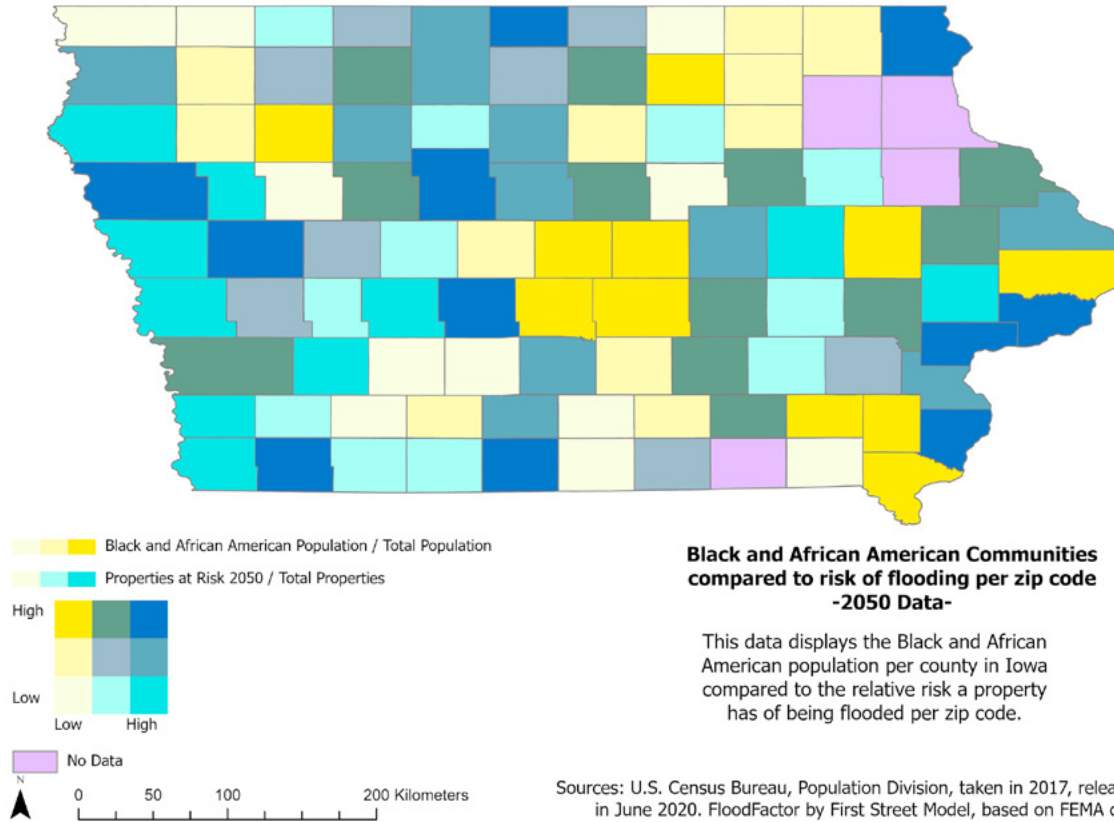 Black and African American Population / Total Population
Properties at Risk 2050 / Total Properties
High
Low
Low High
No Data
N
0 50 100 200 Kilometers
Black and African American Communities
compared to risk of flooding per zip code
-2050 Data-
This data displays the Black and African
American population per county in Iowa
compared to the relative risk a property
has of being flooded per zip code.
Sources: U.S. Census Bureau, Population Division, taken in 2017,
in June 2020. FloodFactor by First Street Model, based on FEMA